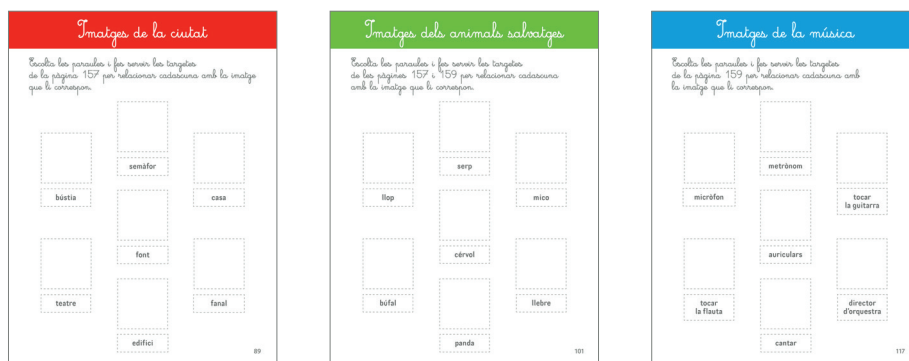 Imatges de la ciutat
Escolta les paraules i fes servir les targetes
de la pàgina 157 per relacionar cadascuna amb la imatge
que li correspon.
semàfor
bústia
casa
font
teatre
fanal
edifici
89
Imatges dels animals salvatges
Escolta les paraules i fes servir les targetes
de les pàgines 157 i 159 per relacionar cadascuna
amb la imatge que li correspon.
serp
llop
mico
cérvol
búfal
llebre
panda
101
Imatges de la música
Escolta les paraules i fes servir les targetes
de la pàgina 159 per relacionar cadascuna amb
la imatge que li correspon.
metrònom
micròfon
tocar
la guitarra
auriculars
tocar
la flauta
director
d'orquestra
cantar
117